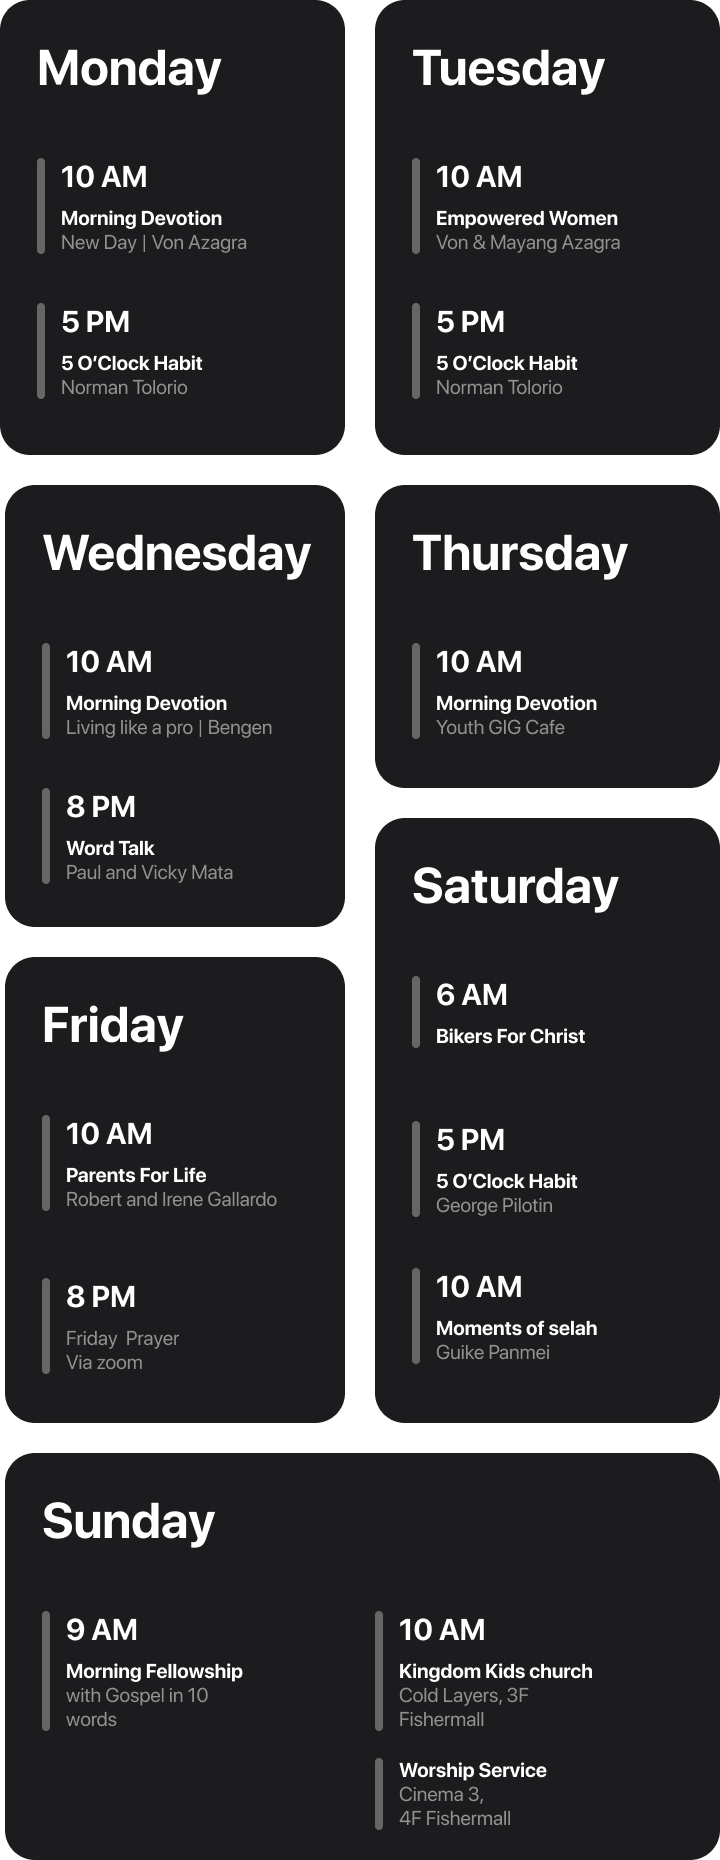 Monday
10 AM
Morning Devotion
New Day | Von Azagra
5 PM
5 O'Clock Habit
Norman Tolorio
Tuesday
10 AM
Empowered Women
Von & Mayang Azagra
5 PM
5 O'Clock Habit
Norman Tolorio
Wednesday
10 AM
Morning Devotion
Living like a pro | Bengen
8 PM
Word Talk
Paul and Vicky Mata
Thursday
10 AM
Morning Devotion
Youth GIG Cafe
Friday
10 AM
Parents For Life
Robert and Irene Gallardo
8 PM
Friday  Prayer
Via zoom
Saturday
6 AM
Bikers For Christ
5 PM
5 O'Clock Habit
George Pilotin
10 AM
Moments of selah
Guike Panmei
Sunday
9 AM
Morning Fellowship
with Gospel in 10
words
10 AM
Kingdom Kids church
Cold Layers, 3F
Fishermall
Worship Service
Cinema 3,
4F Fishermall